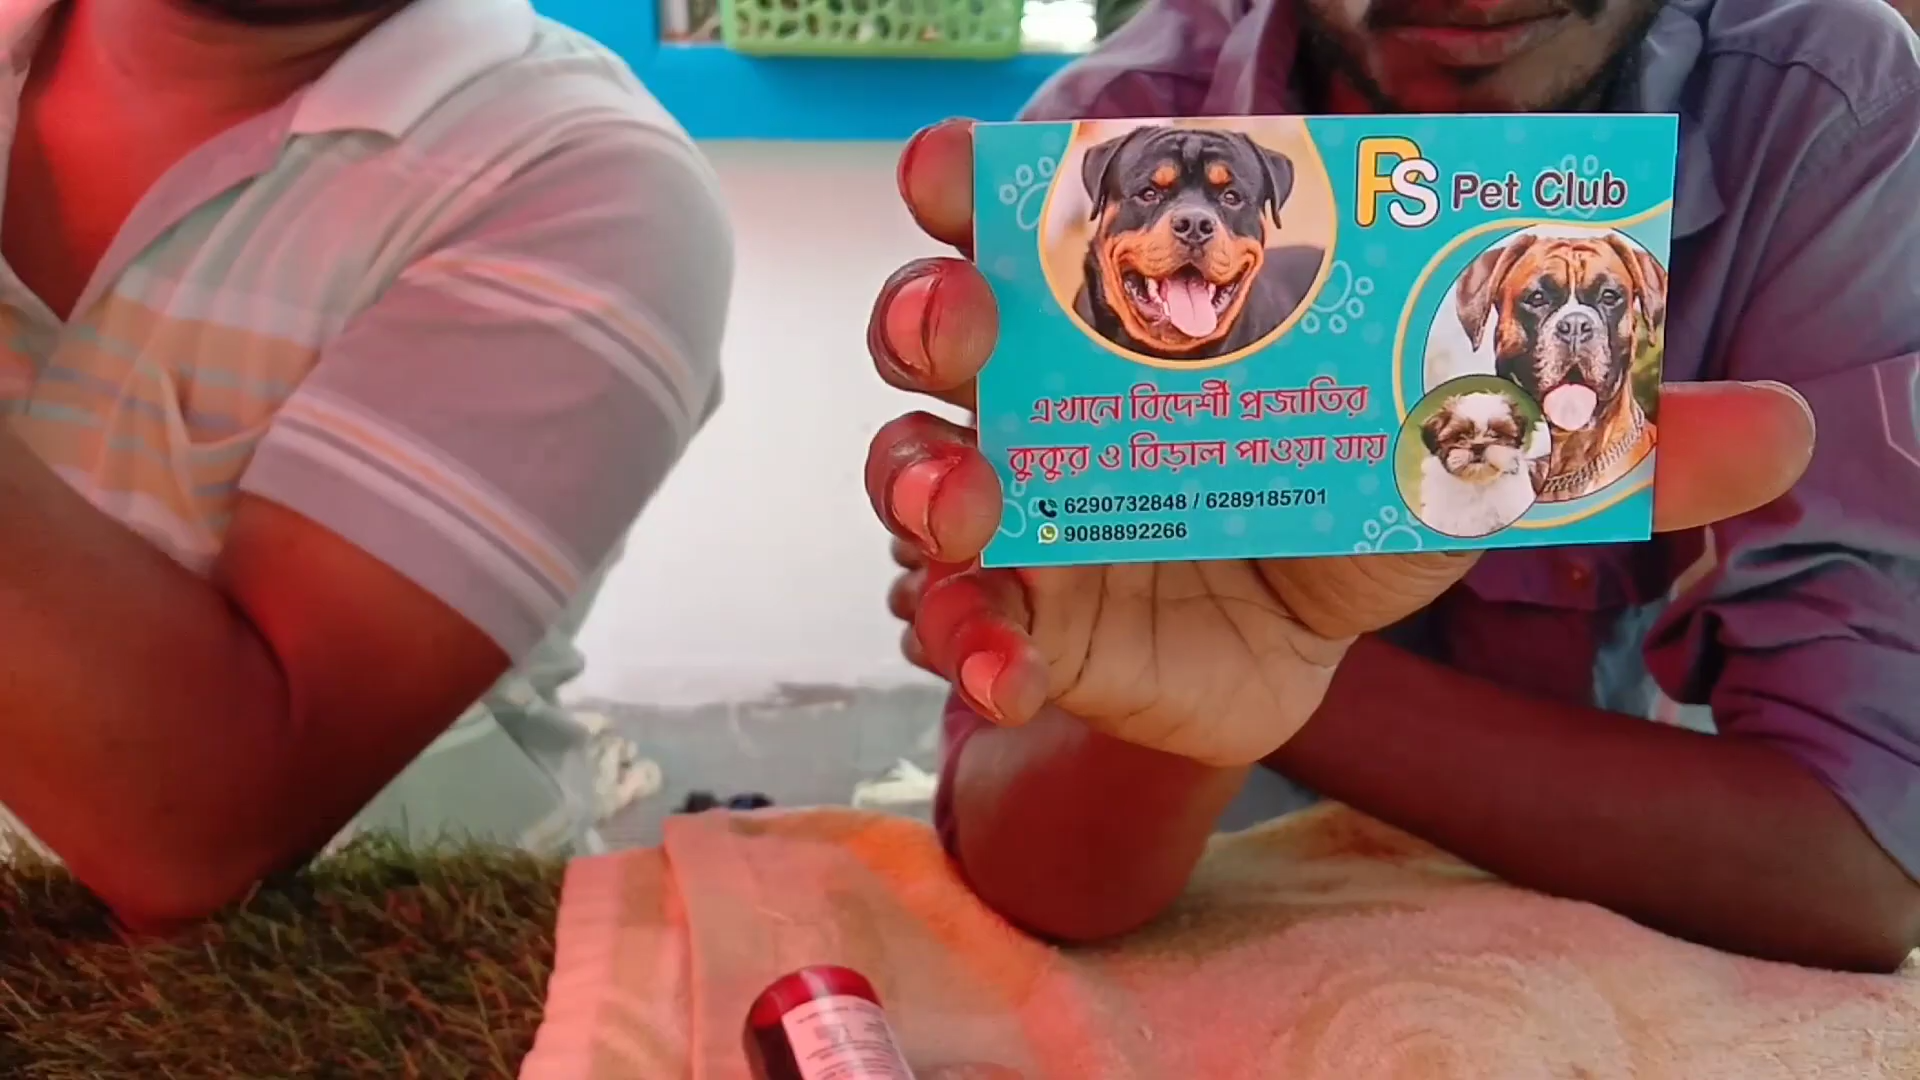 PS Pet Club
এখানে বিদেশী প্রজাতির
কুকুর ও বিড়াল পাওয়া যায়
6290732848 / 6289185701
9088892266